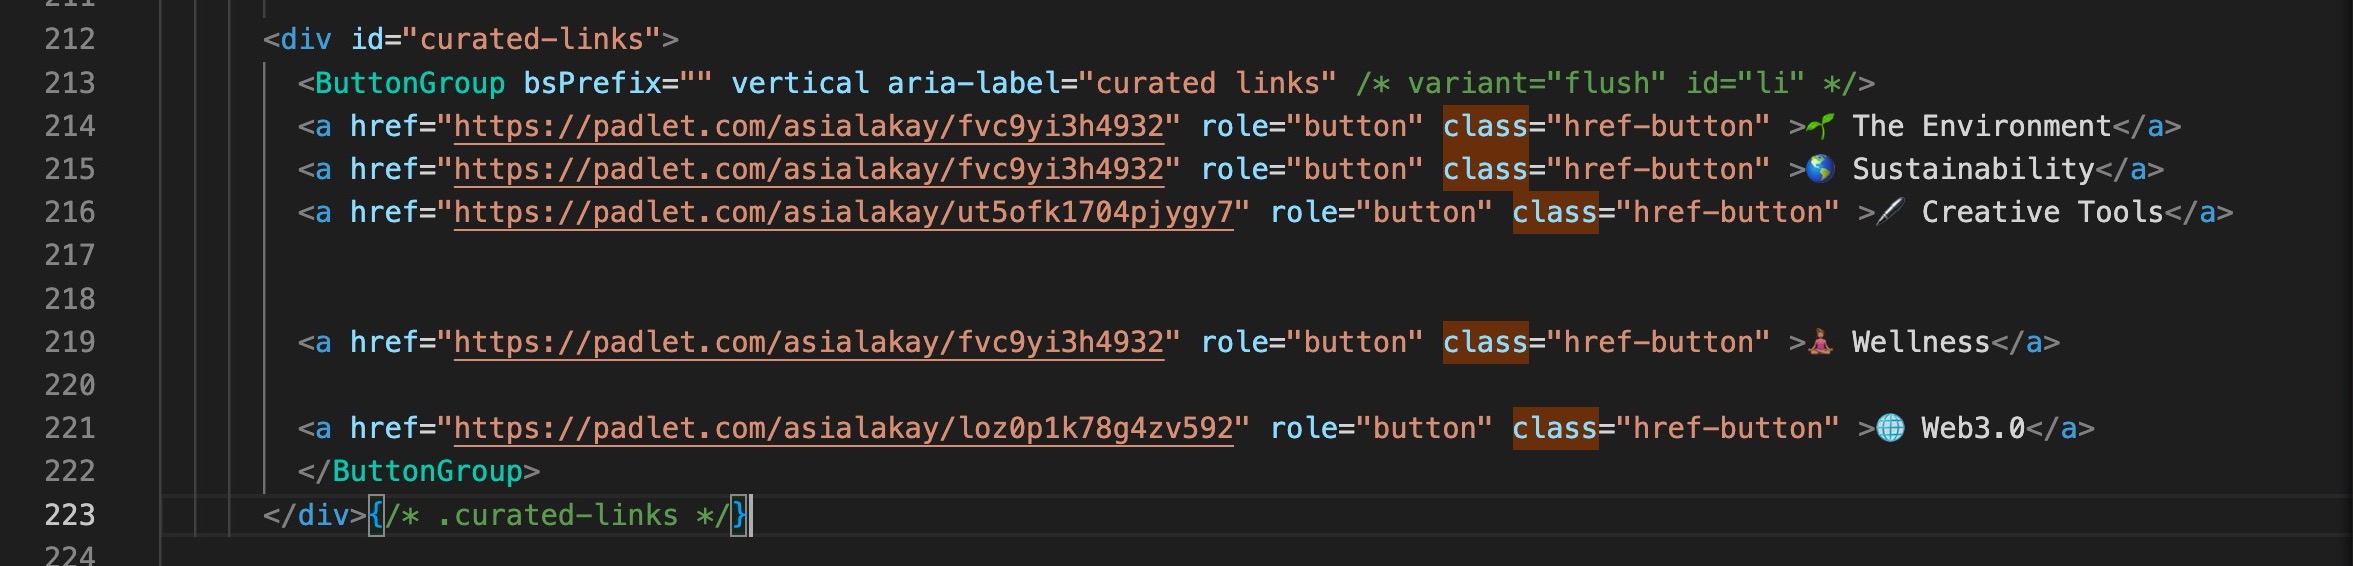 211
212 <div id="curated-links">
213 <ButtonGroup bsPrefix="" vertical aria-label="curated links" /* variant="flush" id="li" */>
214 <a href="https://padlet.com/asialakay/fvc9yi3h4932" role="button" class="href-button" >🌱 The Environment</a>
215 <a href="https://padlet.com/asialakay/fvc9yi3h4932" role="button" class="href-button" >🌎 Sustainability</a>
216 <a href="https://padlet.com/asialakay/ut5ofk1704pjygy7" role="button" class="href-button" >🖋 Creative Tools</a>
217
218
219 <a href="https://padlet.com/asialakay/fvc9yi3h4932" role="button" class="href-button" >🧘🏽‍♀️ Wellness</a>
220
221 <a href="https://padlet.com/asialakay/loz0p1k78g4zv592" role="button" class="href-button" >🌐 Web3.0</a>
222 </ButtonGroup>
223 </div>{/* .curated-links */}
224